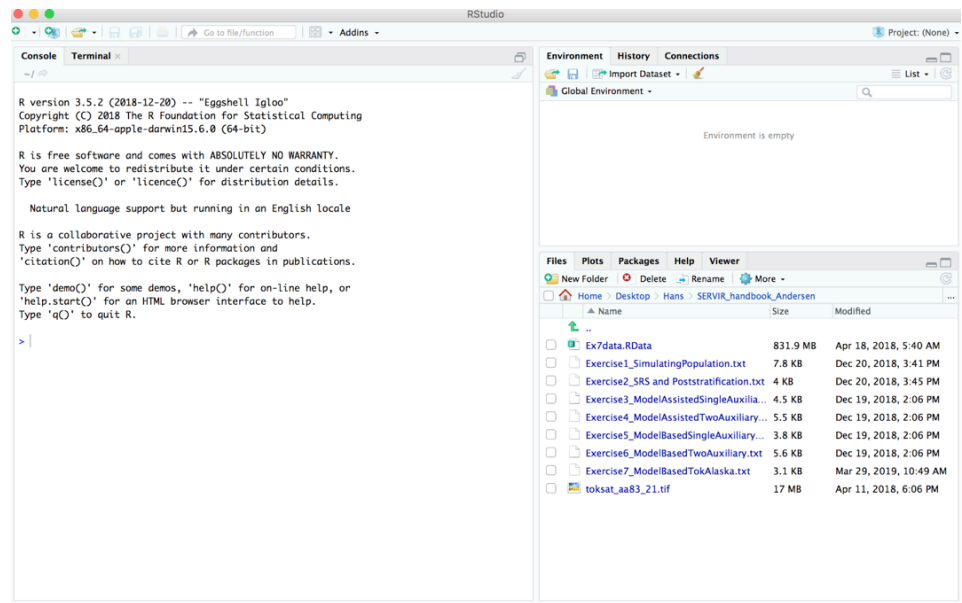 RStudio
Go to file/function
Addins
Project: (None)
Console Terminal
~/
R version 3.5.2 (2018-12-20) -- "Eggshell Igloo"
Copyright (C) 2018 The R Foundation for Statistical Computing
Platform: x86_64-apple-darwin15.6.0 (64-bit)
R is free software and comes with ABSOLUTELY NO WARRANTY.
You are welcome to redistribute it under certain conditions.
Type 'license()' or 'licence()' for distribution details.
Natural language support but running in an English locale
R is a collaborative project with many contributors.
Type 'contributors()' for more information and
'citation()' on how to cite R or R packages in publications.
Type 'demo()' for some demos, 'help()' for on-line help, or
'help.start()' for an HTML browser interface to help.
Type 'q()' to quit R.
>
Environment History Connections
Import Dataset List
Global Environment
Environment is empty
Files Plots Packages Help Viewer
New Folder Delete Rename More
Home > Desktop > Hans > SERVIR_handbook_Andersen ...
Name Size Modified
..
Ex7data.RData 831.9 MB Apr 18, 2018, 5:40 AM
Exercise1_SimulatingPopulation.txt 7.8 KB Dec 20, 2018, 3:41 PM
Exercise2_SRS and Poststratification.txt 4 KB Dec 20, 2018, 3:45 PM
Exercise3_ModelAssistedSingleAuxilia... 4.5 KB Dec 19, 2018, 2:06 PM
Exercise4_ModelAssistedTwoAuxiliary... 5.5 KB Dec 19, 2018, 2:06 PM
Exercise5_ModelBasedSingleAuxiliary... 3.8 KB Dec 19, 2018, 2:06 PM
Exercise6_ModelBasedTwoAuxiliary.txt 5.6 KB Dec 19, 2018, 2:06 PM
Exercise7_ModelBasedTokAlaska.txt 3.1 KB Mar 29, 2019, 10:49 AM
toksat_aa83_21.tif 17 MB Apr 11, 2018, 6:06 PM